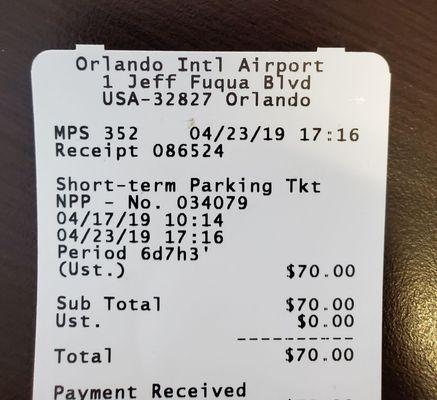 Orlando Intl Airport
1 Jeff Fuqua Blvd
USA-32827 Orlando
MPS 352 04/23/19 17:16
Receipt 086524
Short-term Parking Tkt
NPP - No. 034079
04/17/19 10:14
04/23/19 17:16
Period 6d7h3'
(Ust.) $70.00
Sub Total $70.00
Ust. $0.00
----------
Total $70.00
Payment Received